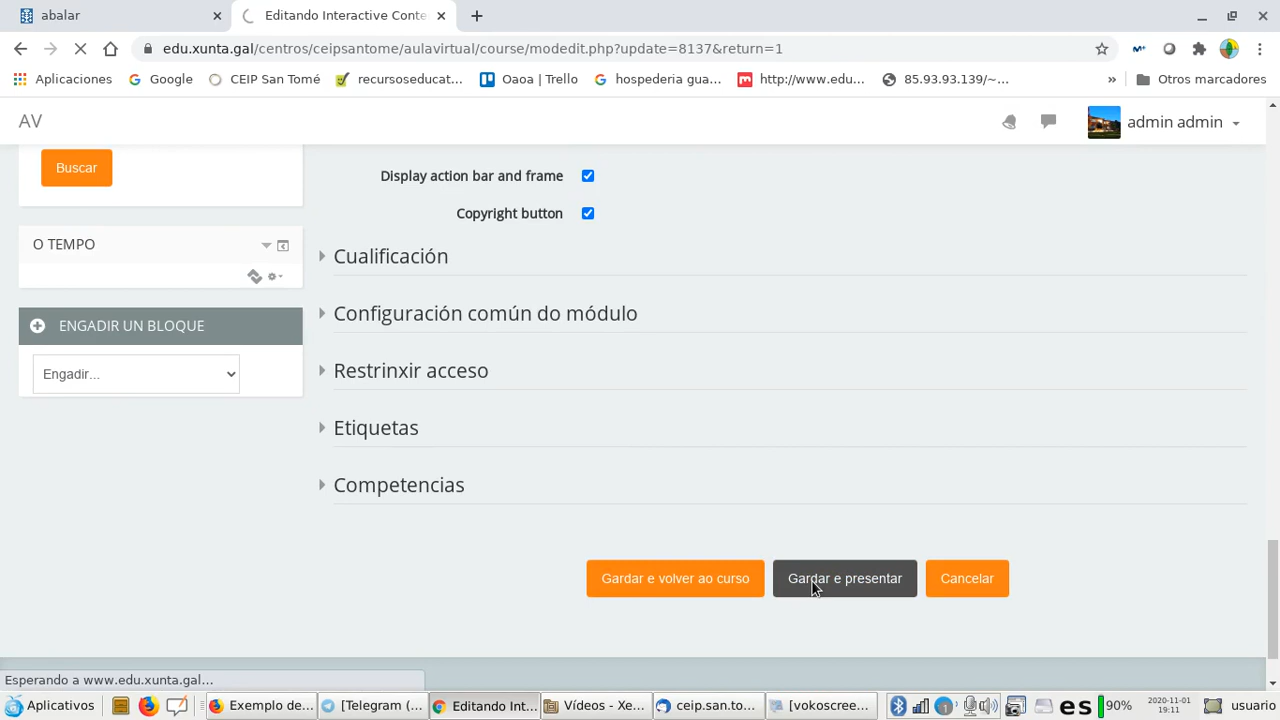 abalar
Editando Interactive Conte
edu.xunta.gal/centros/ceipsantome/aulavirtual/course/modedit.php?update=8137&return=1
Aplicaciones Google CEIP San Tomé recursoseducat... Oaoa | Trello hospederia gua... http://www.edu... 85.93.93.139/~... » Otros marcadores
AV
admin admin
Buscar
Display action bar and frame
Copyright button
O TEMPO
Cualificación
Configuración común do módulo
ENGADIR UN BLOQUE
Engadir...
Restrinxir acceso
Etiquetas
Competencias
Gardar e volver ao curso Gardar e presentar Cancelar
Esperando a www.edu.xunta.gal...
Aplicativos Exemplo de... [Telegram (... Editando Int... Vídeos - Xe... ceip.san.to... [vokoscree... es 90% 2020-11-01 19:11 usuario